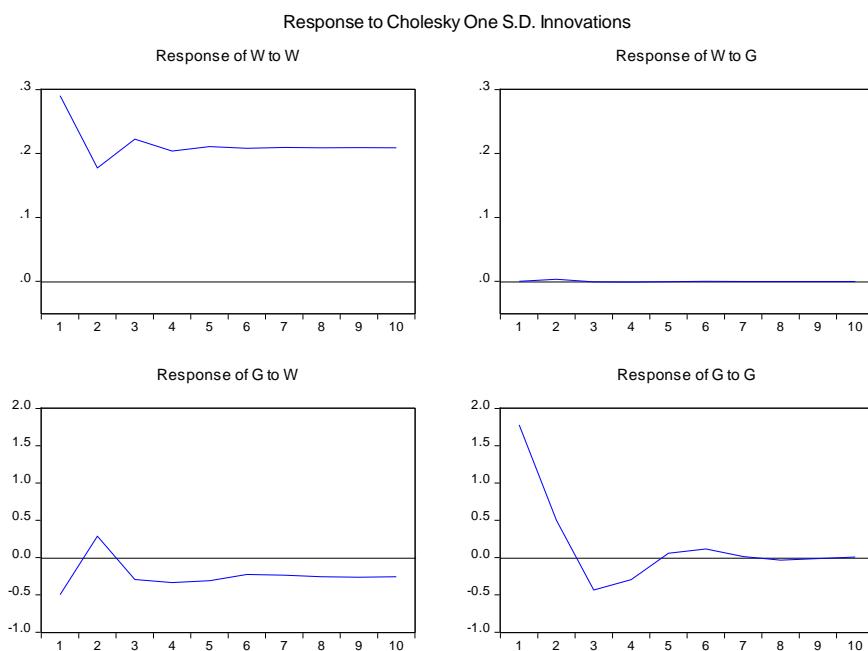 Response to Cholesky One S.D. Innovations
Response of W to W
.3
.2
.1
.0
1 2 3 4 5 6 7 8 9 10
Response of W to G
.3
.2
.1
.0
1 2 3 4 5 6 7 8 9 10
Response of G to W
2.0
1.5
1.0
0.5
0.0
-0.5
-1.0
1 2 3 4 5 6 7 8 9 10
Response of G to G
2.0
1.5
1.0
0.5
0.0
-0.5
-1.0
1 2 3 4 5 6 7 8 9 10